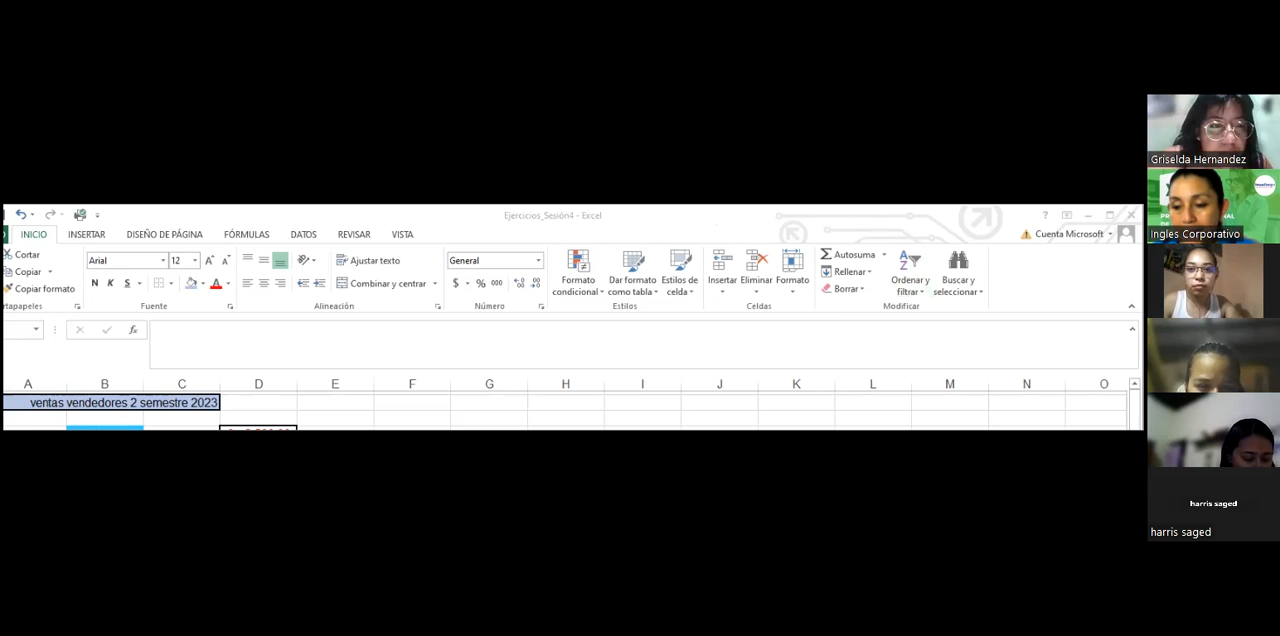 Ejercicios_Sesión4 - Excel
INICIO INSERTAR DISEÑO DE PÁGINA FÓRMULAS DATOS REVISAR VISTA Cuenta Microsoft
Cortar
Copiar
Copiar formato
Arial 12
N K S
Fuente
Ajustar texto
Combinar y centrar
Alineación
General
$ % 000
Número
Formato condicional
Dar formato como tabla
Estilos de celda
Estilos
Insertar Eliminar Formato
Celdas
Autosuma
Rellenar
Borrar
Ordenar y filtrar
Buscar y seleccionar
Modificar
fx
A B C D E F G H I J K L M N O
ventas vendedores 2 semestre 2023
Griselda Hernandez
Ingles Corporativo
harris saged
harris saged